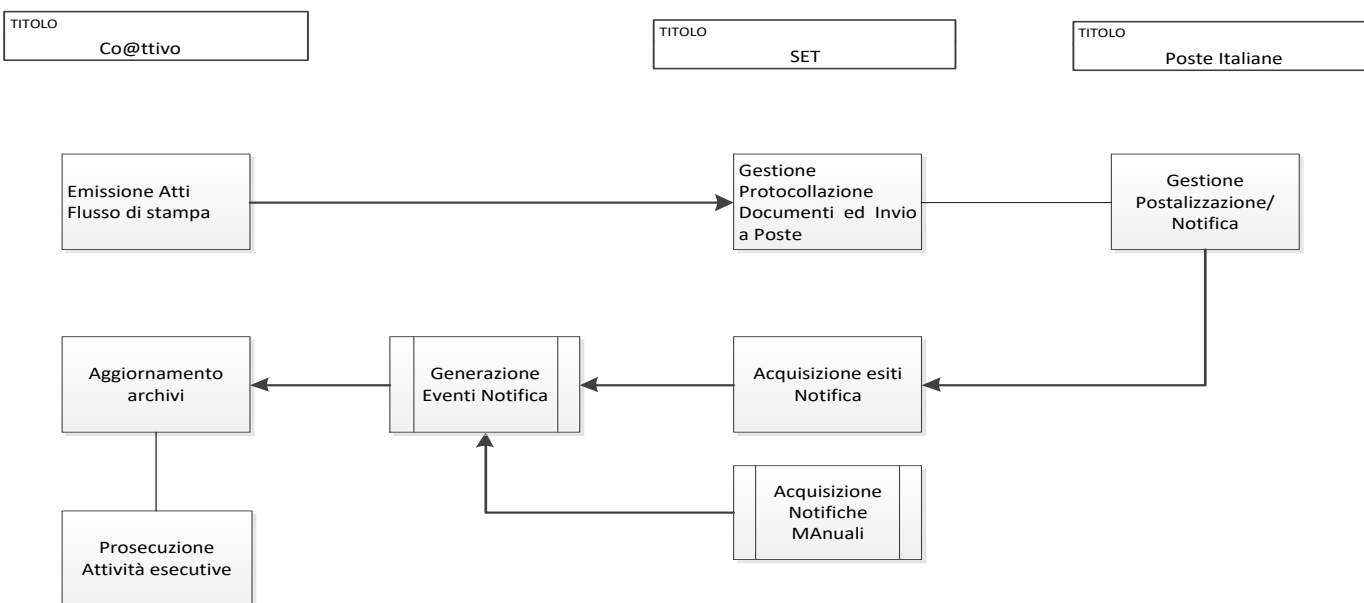 TITOLO
Co@ttivo
TITOLO
SET
TITOLO
Poste Italiane
Emissione Atti
Flusso di stampa
Gestione
Protocollazione
Documenti ed Invio
a Poste
Gestione
Postalizzazione/
Notifica
Aggiornamento
archivi
Generazione
Eventi Notifica
Acquisizione esiti
Notifica
Acquisizione
Notifiche
MAnuali
Prosecuzione
Attività esecutive